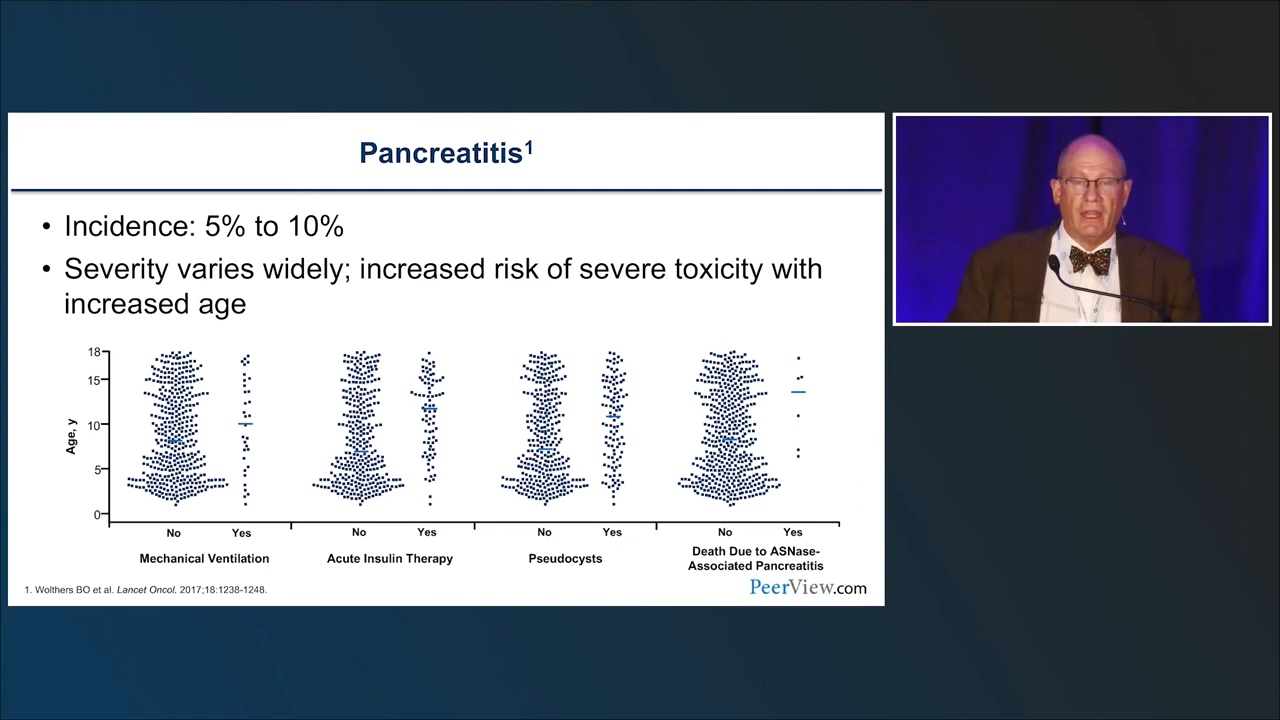 Pancreatitis1
• Incidence: 5% to 10%
• Severity varies widely; increased risk of severe toxicity with
increased age
Age, y
18
15
10
5
0
No Yes No Yes No Yes No Yes
Mechanical Ventilation Acute Insulin Therapy Pseudocysts Death Due to ASNase-
Associated Pancreatitis
1. Wolthers BO et al. Lancet Oncol. 2017;18:1238-1248.
PeerView.com